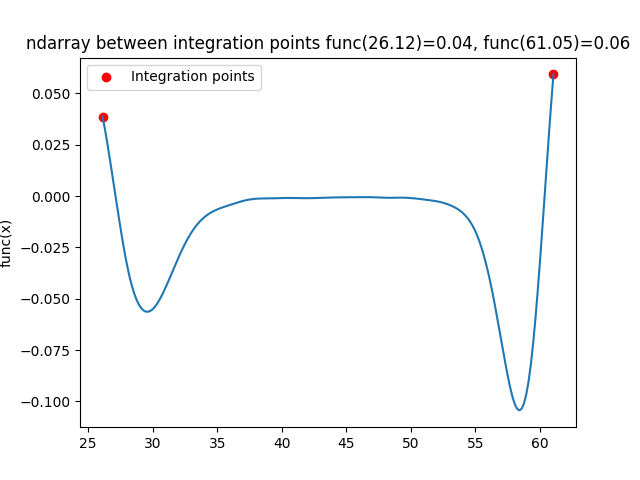 ndarray between integration points func(26.12)=0.04, func(61.05)=0.06
Integration points
func(x)
0.050
0.025
0.000
−0.025
−0.050
−0.075
−0.100
25 30 35 40 45 50 55 60